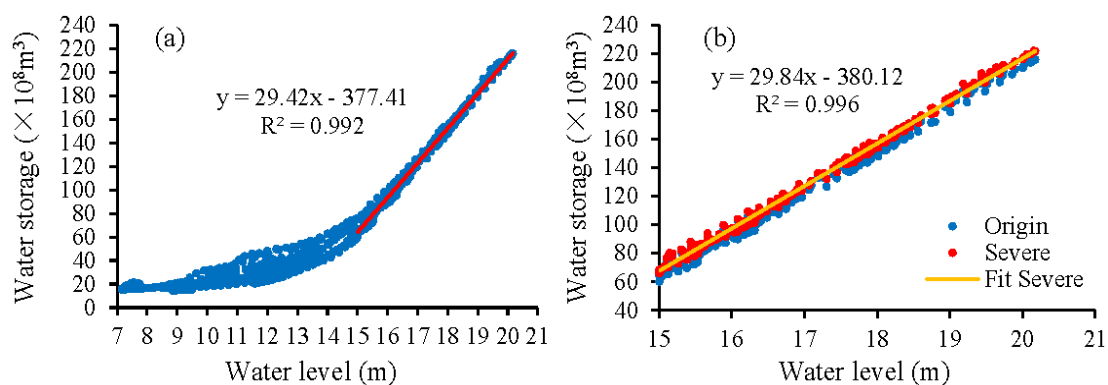 (a)
y = 29.42x - 377.41
R² = 0.992
Water storage (×10⁸m³)
240
220
200
180
160
140
120
100
80
60
40
20
0
7 8 9 10 11 12 13 14 15 16 17 18 19 20 21
Water level (m)
(b)
y = 29.84x - 380.12
R² = 0.996
Water storage (×10⁸m³)
240
220
200
180
160
140
120
100
80
60
40
Origin
Severe
Fit Severe
15 16 17 18 19 20 21
Water level (m)